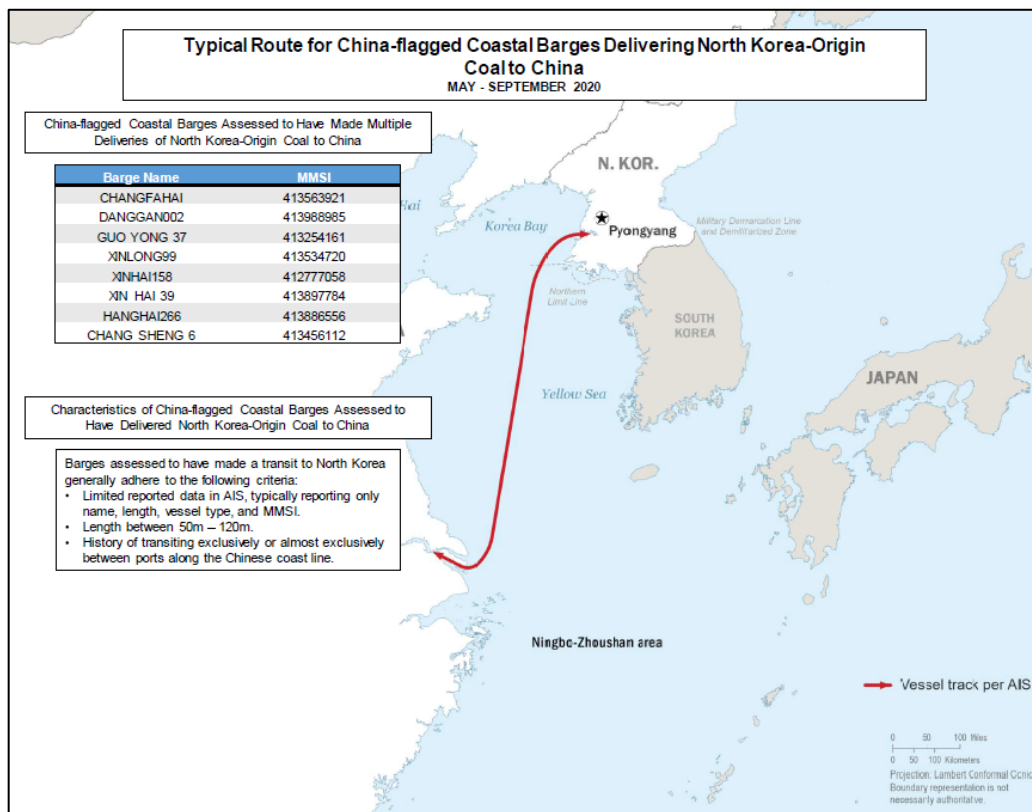 Typical Route for China-flagged Coastal Barges Delivering North Korea-Origin
Coal to China
MAY - SEPTEMBER 2020
China-flagged Coastal Barges Assessed to Have Made Multiple
Deliveries of North Korea-Origin Coal to China
Barge Name MMSI
CHANGFAHAI 413563921
DANGGAN002 413988985
GUO YONG 37 413254161
XINLONG99 413534720
XINHAI158 412777058
XIN HAI 39 413897784
HANGHAI266 413886556
CHANG SHENG 6 413456112
Characteristics of China-flagged Coastal Barges Assessed to
Have Delivered North Korea-Origin Coal to China
Barges assessed to have made a transit to North Korea
generally adhere to the following criteria:
• Limited reported data in AIS, typically reporting only
name, length, vessel type, and MMSI.
• Length between 50m – 120m.
• History of transiting exclusively or almost exclusively
between ports along the Chinese coast line.
N. KOR.
Hai
Korea Bay
Pyongyang
Military Demarcation Line
and Demilitarized Zone
Northern
Limit Line
SOUTH
KOREA
JAPAN
Yellow Sea
Ningbo-Zhoushan area
Vessel track per AIS
0 50 100 Miles
0 50 100 Kilometers
Projection: Lambert Conformal Conic
Boundary representation is not
necessarily authoritative.